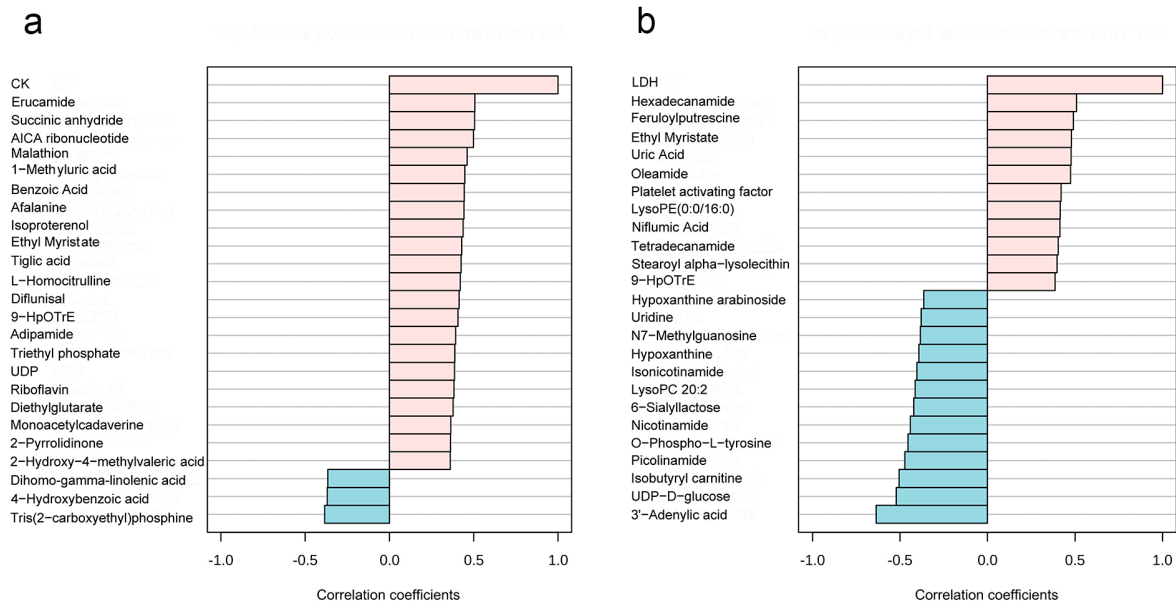 a
CK
Erucamide
Succinic anhydride
AICA ribonucleotide
Malathion
1−Methyluric acid
Benzoic Acid
Afalanine
Isoproterenol
Ethyl Myristate
Tiglic acid
L−Homocitrulline
Diflunisal
9−HpOTrE
Adipamide
Triethyl phosphate
UDP
Riboflavin
Diethylglutarate
Monoacetylcadaverine
2−Pyrrolidinone
2−Hydroxy−4−methylvaleric acid
Dihomo-gamma-linolenic acid
4−Hydroxybenzoic acid
Tris(2−carboxyethyl)phosphine
-1.0 -0.5 0.0 0.5 1.0
Correlation coefficients
b
LDH
Hexadecanamide
Feruloylputrescine
Ethyl Myristate
Uric Acid
Oleamide
Platelet activating factor
LysoPE(0:0/16:0)
Niflumic Acid
Tetradecanamide
Stearoyl alpha−lysolecithin
9−HpOTrE
Hypoxanthine arabinoside
Uridine
N7−Methylguanosine
Hypoxanthine
Isonicotinamide
LysoPC 20:2
6−Sialyllactose
Nicotinamide
O−Phospho−L−tyrosine
Picolinamide
Isobutyryl carnitine
UDP−D−glucose
3'−Adenylic acid
-1.0 -0.5 0.0 0.5 1.0
Correlation coefficients